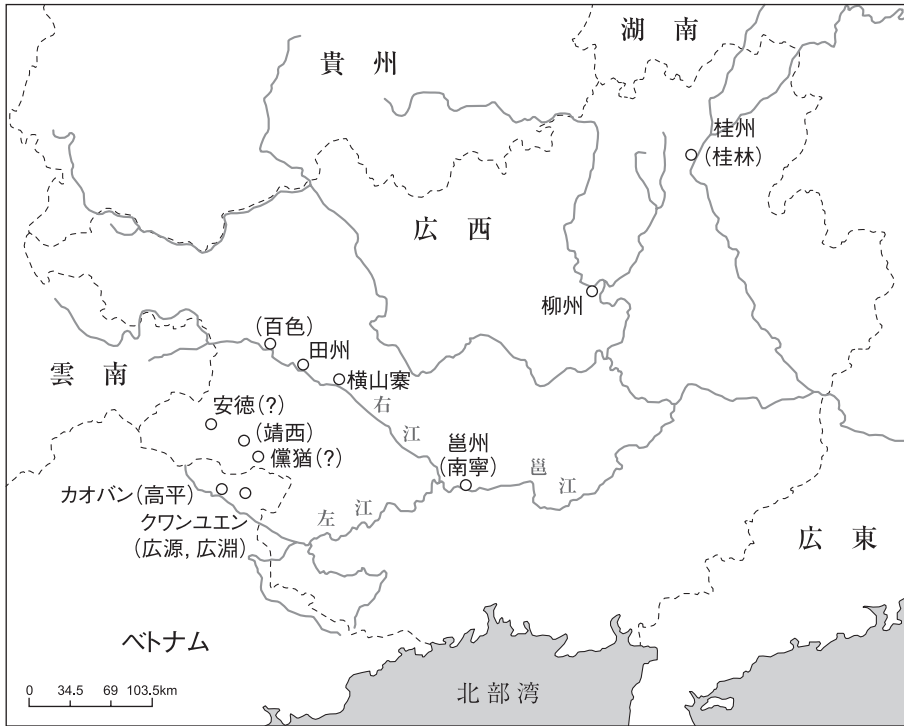 湖南
貴州
桂州
(桂林)
広西
柳州
(百色)
田州
横山寨
雲南
右江
安徳(?)
(靖西)
儻猶(?)
邕州
(南寧)
邕江
カオバン(高平)
クワンユエン
(広源, 広淵)
左江
広東
ベトナム
北部湾
0 34.5 69 103.5km